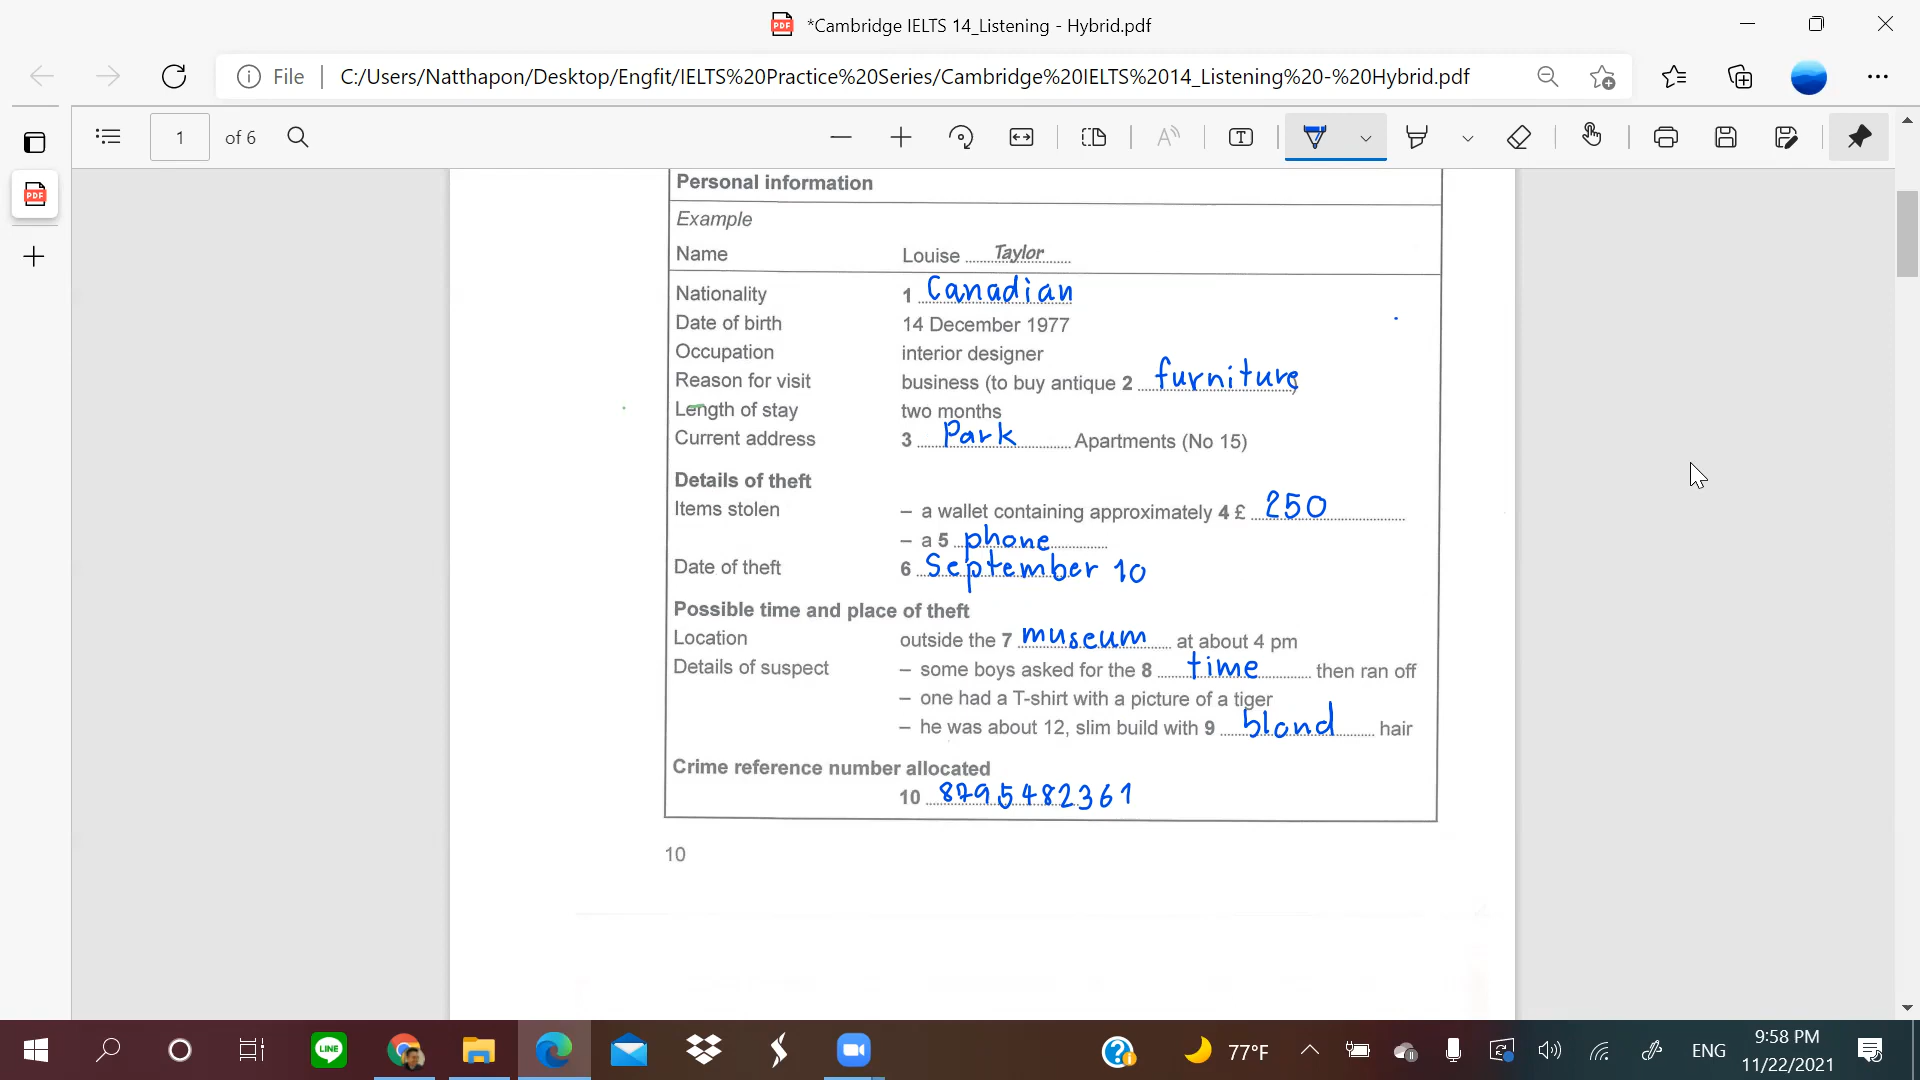 *Cambridge IELTS 14_Listening - Hybrid.pdf
File C:/Users/Natthapon/Desktop/Engfit/IELTS%20Practice%20Series/Cambridge%20IELTS%2014_Listening%20-%20Hybrid.pdf
1 of 6
Personal information
Example
Name Louise Taylor
Nationality 1 Canadian
Date of birth 14 December 1977
Occupation interior designer
Reason for visit business (to buy antique 2 furniture)
Length of stay two months
Current address 3 Park Apartments (No 15)
Details of theft
Items stolen – a wallet containing approximately 4 £ 250
– a 5 phone
Date of theft 6 September 10
Possible time and place of theft
Location outside the 7 museum at about 4 pm
Details of suspect – some boys asked for the 8 time then ran off
– one had a T-shirt with a picture of a tiger
– he was about 12, slim build with 9 blond hair
Crime reference number allocated
10 8795482361
10
LINE
77°F ENG 9:58 PM
11/22/2021